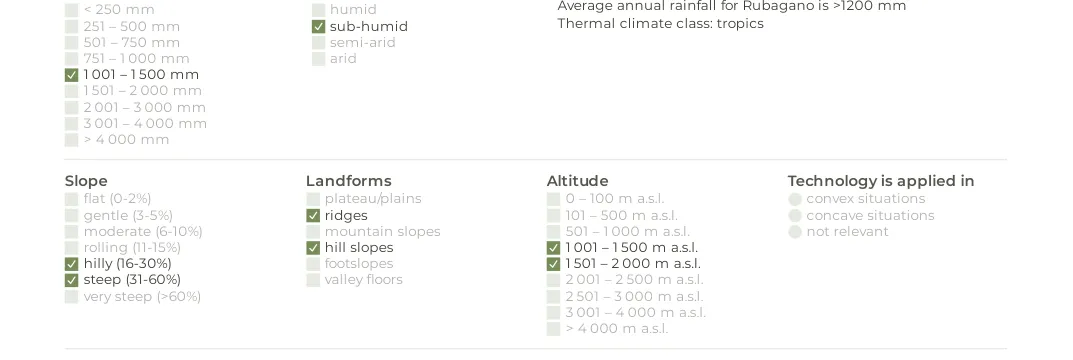 < 250 mm
251 – 500 mm
501 – 750 mm
751 – 1 000 mm
1 001 – 1 500 mm
1 501 – 2 000 mm
2 001 – 3 000 mm
3 001 – 4 000 mm
> 4 000 mm
humid
sub-humid
semi-arid
arid
Average annual rainfall for Rubagano is >1200 mm
Thermal climate class: tropics
Slope
flat (0-2%)
gentle (3-5%)
moderate (6-10%)
rolling (11-15%)
hilly (16-30%)
steep (31-60%)
very steep (>60%)
Landforms
plateau/plains
ridges
mountain slopes
hill slopes
footslopes
valley floors
Altitude
0 – 100 m a.s.l.
101 – 500 m a.s.l.
501 – 1 000 m a.s.l.
1 001 – 1 500 m a.s.l.
1 501 – 2 000 m a.s.l.
2 001 – 2 500 m a.s.l.
2 501 – 3 000 m a.s.l.
3 001 – 4 000 m a.s.l.
> 4 000 m a.s.l.
Technology is applied in
convex situations
concave situations
not relevant